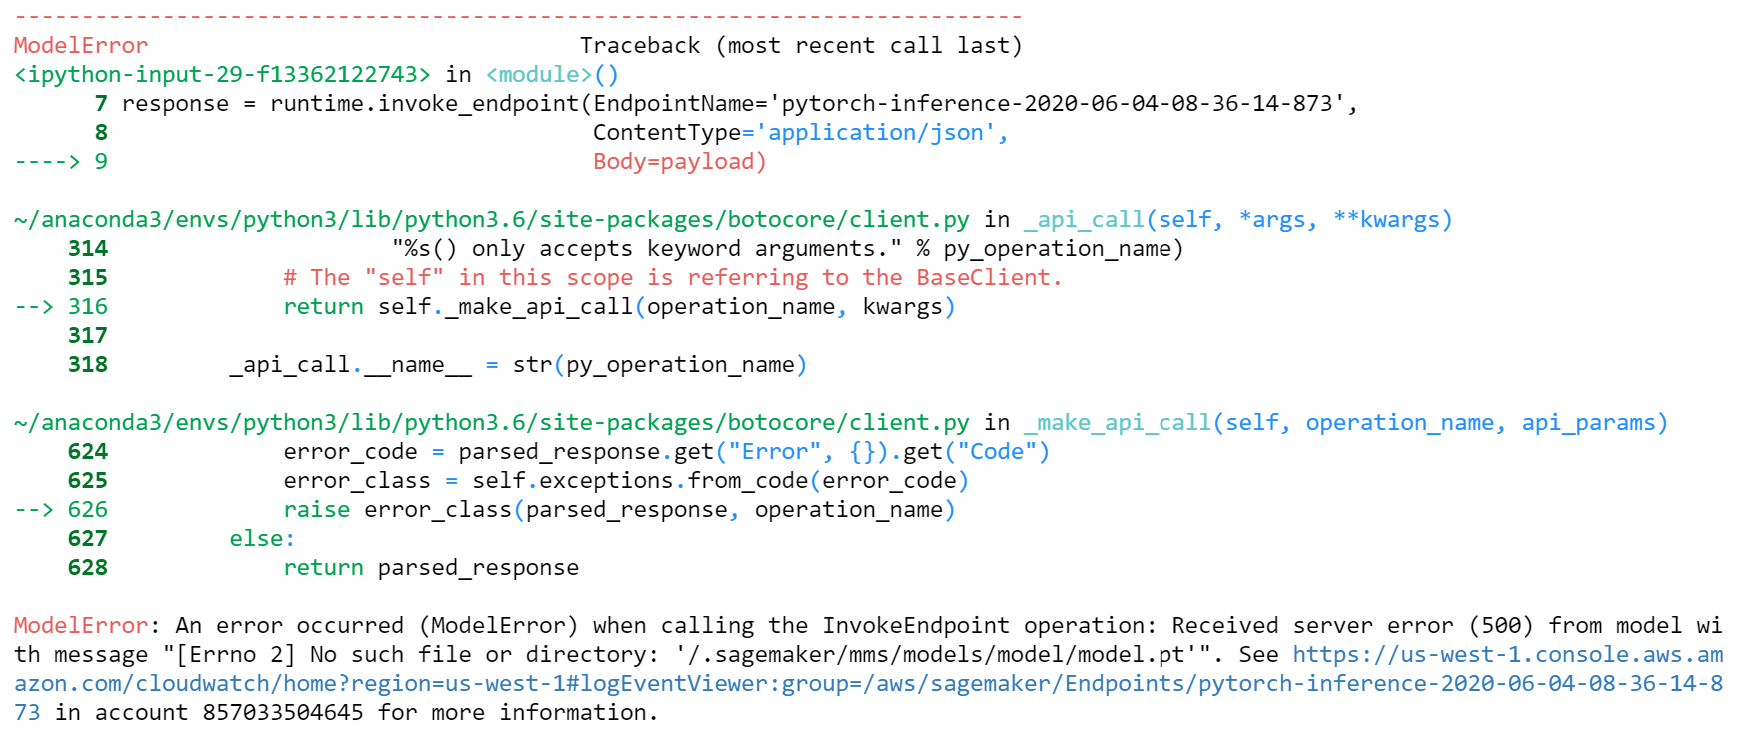 ---------------------------------------------------------------------------
ModelError                                Traceback (most recent call last)
<ipython-input-29-f13362122743> in <module>()
      7 response = runtime.invoke_endpoint(EndpointName='pytorch-inference-2020-06-04-08-36-14-873',
      8                                    ContentType='application/json',
----> 9                                    Body=payload)

~/anaconda3/envs/python3/lib/python3.6/site-packages/botocore/client.py in _api_call(self, *args, **kwargs)
    314                     "%s() only accepts keyword arguments." % py_operation_name)
    315             # The "self" in this scope is referring to the BaseClient.
--> 316             return self._make_api_call(operation_name, kwargs)
    317
    318         _api_call.__name__ = str(py_operation_name)

~/anaconda3/envs/python3/lib/python3.6/site-packages/botocore/client.py in _make_api_call(self, operation_name, api_params)
    624             error_code = parsed_response.get("Error", {}).get("Code")
    625             error_class = self.exceptions.from_code(error_code)
--> 626             raise error_class(parsed_response, operation_name)
    627         else:
    628             return parsed_response

ModelError: An error occurred (ModelError) when calling the InvokeEndpoint operation: Received server error (500) from model wi
th message "[Errno 2] No such file or directory: '/.sagemaker/mms/models/model/model.pt'". See https://us-west-1.console.aws.am
azon.com/cloudwatch/home?region=us-west-1#logEventViewer:group=/aws/sagemaker/Endpoints/pytorch-inference-2020-06-04-08-36-14-8
73 in account 857033504645 for more information.